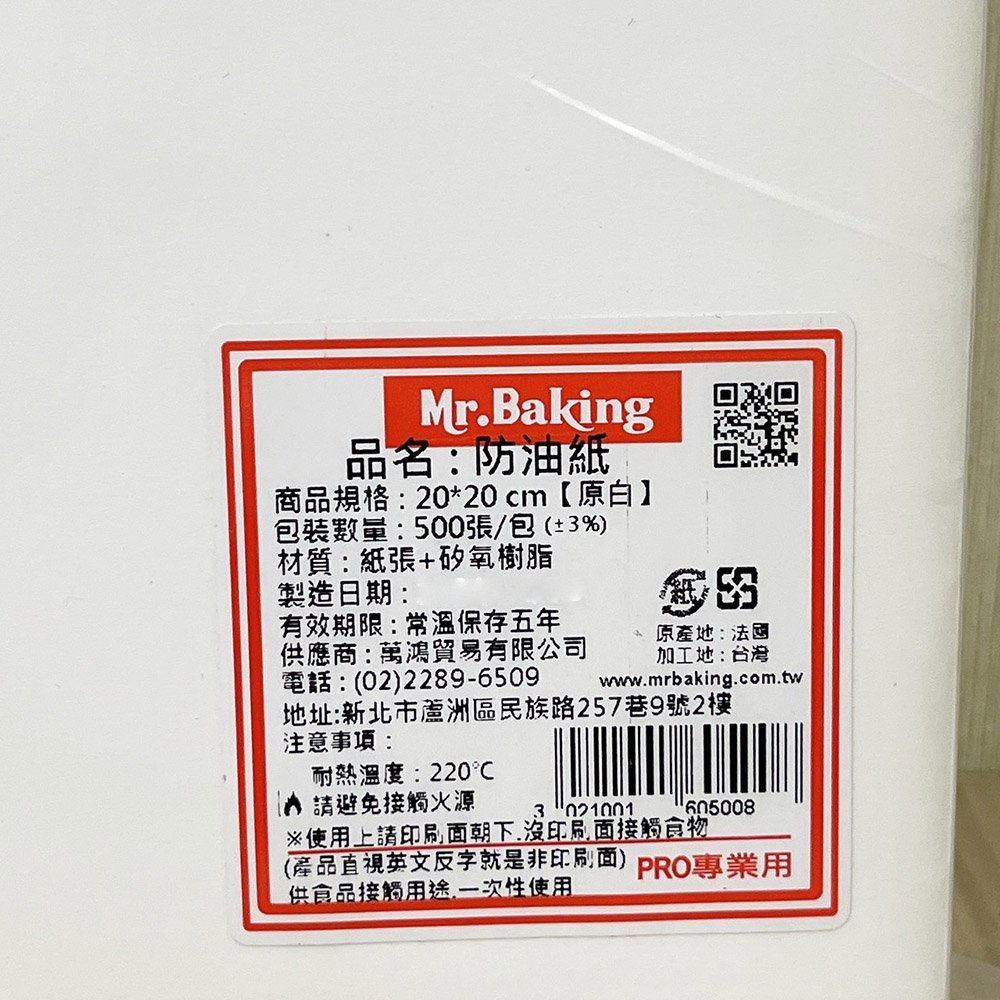 Mr.Baking
品名:防油紙
商品規格:20*20 cm【原白】
包裝數量:500張/包(±3%)
材質:紙張+矽氧樹脂
製造日期:
有效期限:常溫保存五年
供應商:萬鴻貿易有限公司
電話:(02)2289-6509
紙
原產地:法國
加工地:台灣
www.mrbaking.com.tw
地址:新北市蘆洲區民族路257巷9號2樓
注意事項:
耐熱溫度:220°C
請避免接觸火源
3 021001 605008
※使用上請印刷面朝下.沒印刷面接觸食物
(產品直視英文反字就是非印刷面)
PRO專業用
供食品接觸用途.一次性使用